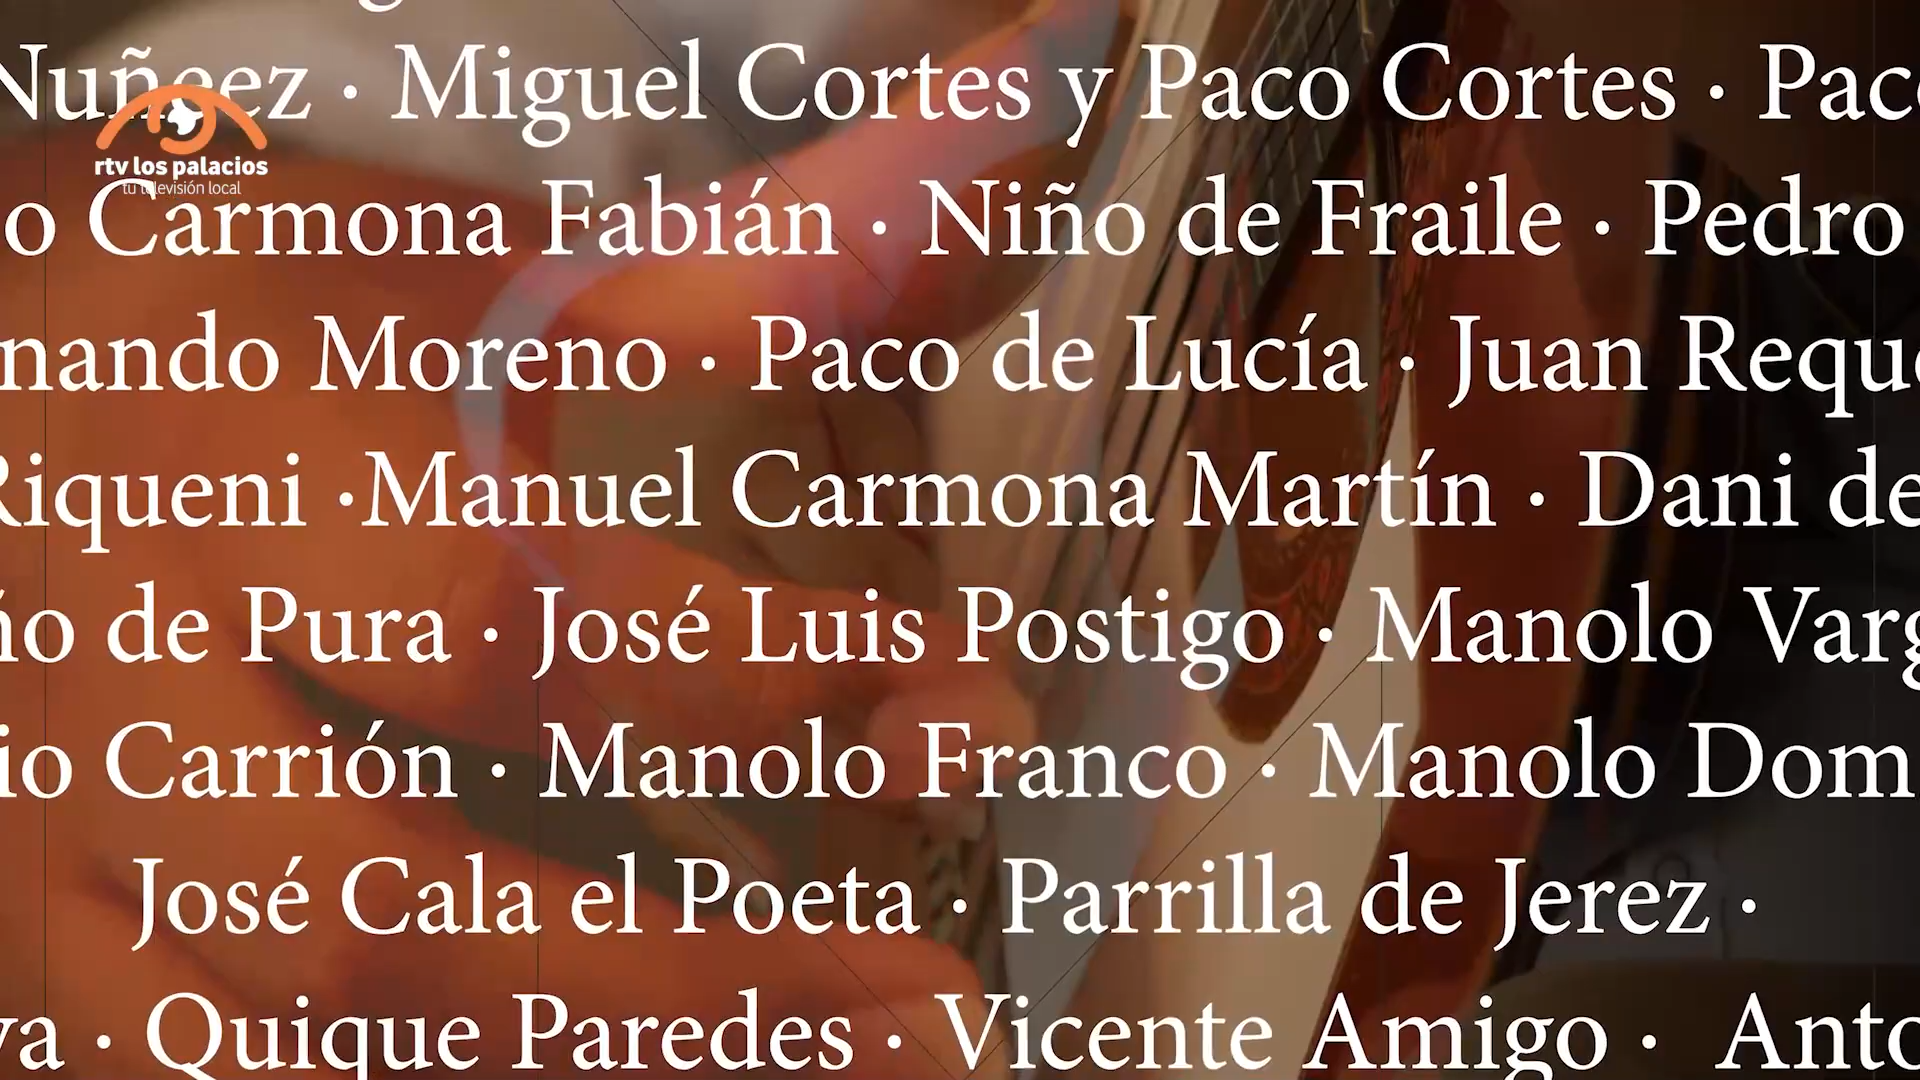 Nuñez · Miguel Cortes y Paco Cortes · Pac
rtv los palacios
tu televisión local
o Carmona Fabián · Niño de Fraile · Pedro
nando Moreno · Paco de Lucía · Juan Reque
Riqueni ·Manuel Carmona Martín · Dani de
ño de Pura · José Luis Postigo · Manolo Varg
io Carrión · Manolo Franco · Manolo Dom
José Cala el Poeta · Parrilla de Jerez ·
va · Quique Paredes · Vicente Amigo · Anto